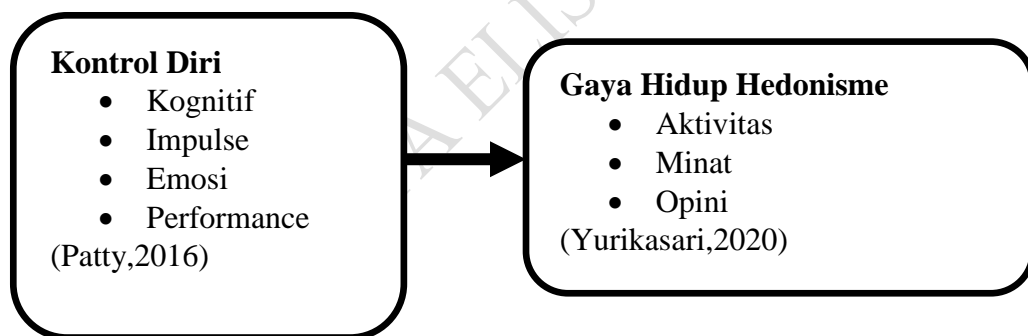 Kontrol Diri
• Kognitif
• Impulse
• Emosi
• Performance
(Patty,2016)
Gaya Hidup Hedonisme
• Aktivitas
• Minat
• Opini
(Yurikasari,2020)